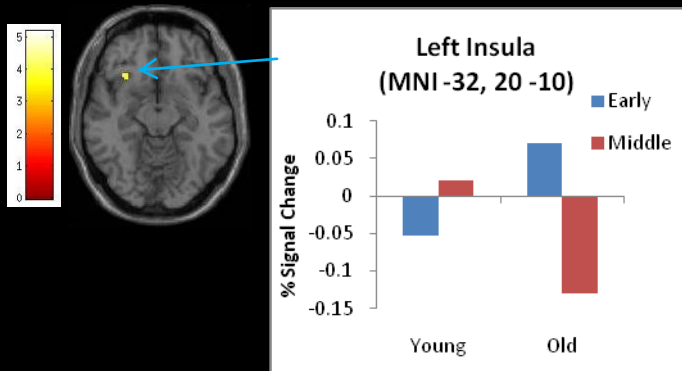 5
4
3
2
1
0
Left Insula
(MNI -32, 20 -10)
Early
Middle
% Signal Change
0.1
0.05
0
-0.05
-0.1
-0.15
Young Old